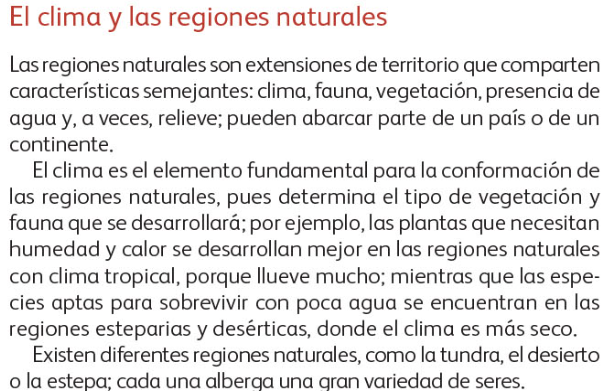 El clima y las regiones naturales
Las regiones naturales son extensiones de territorio que comparten
características semejantes: clima, fauna, vegetación, presencia de
agua y, a veces, relieve; pueden abarcar parte de un país o de un
continente.
El clima es el elemento fundamental para la conformación de
las regiones naturales, pues determina el tipo de vegetación y
fauna que se desarrollará; por ejemplo, las plantas que necesitan
humedad y calor se desarrollan mejor en las regiones naturales
con clima tropical, porque llueve mucho; mientras que las espe-
cies aptas para sobrevivir con poca agua se encuentran en las
regiones esteparias y desérticas, donde el clima es más seco.
Existen diferentes regiones naturales, como la tundra, el desierto
o la estepa; cada una alberga una gran variedad de seres.